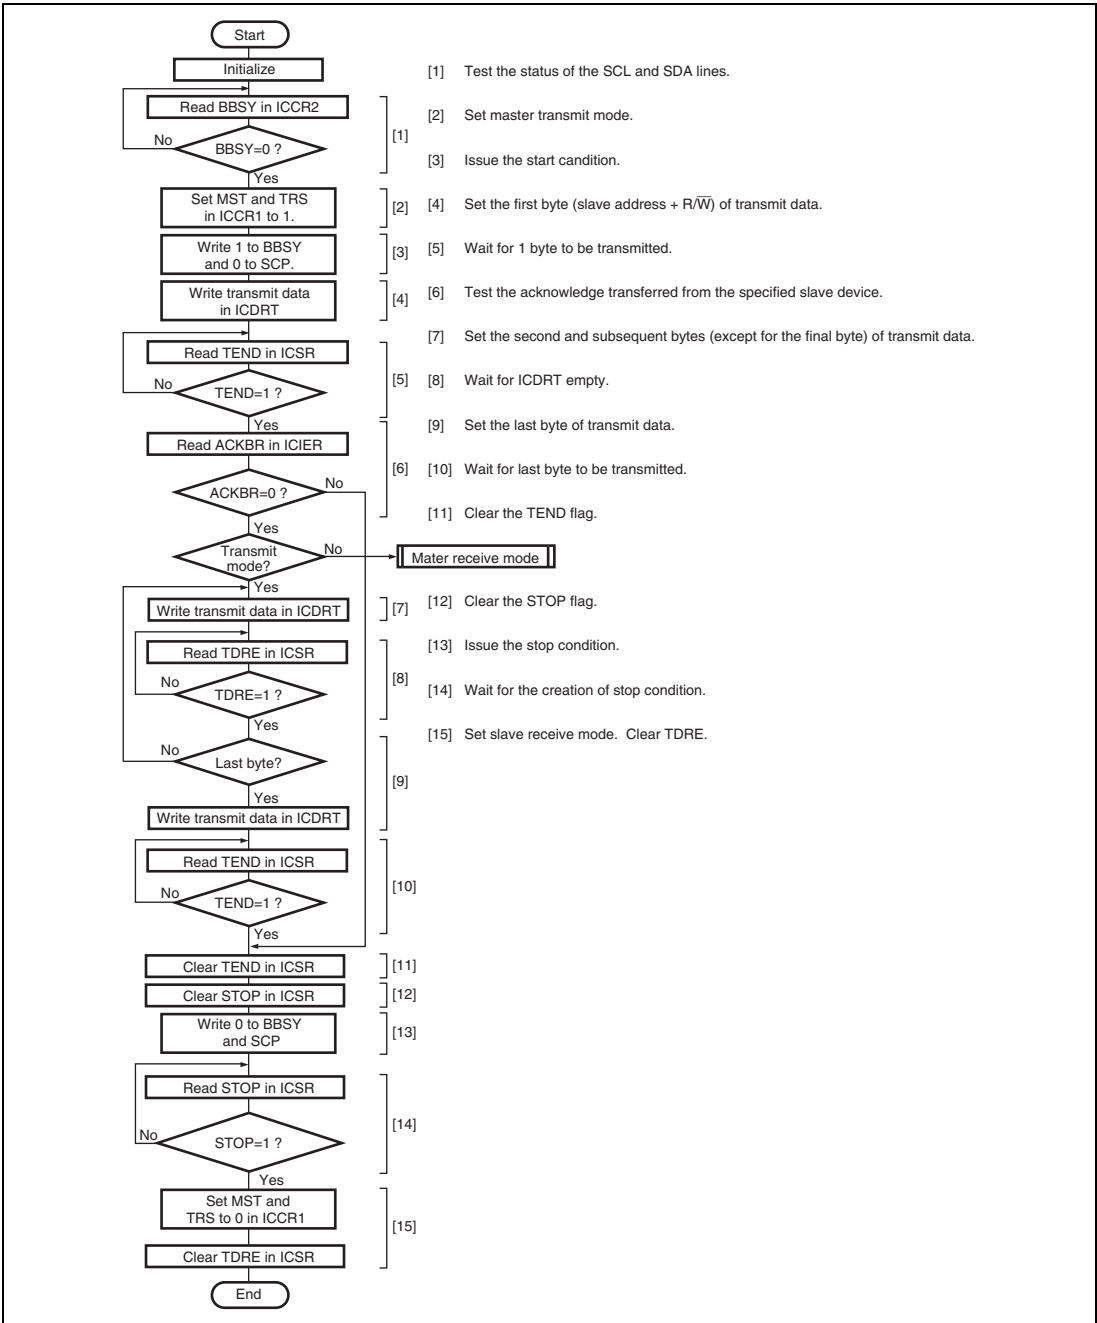 Start
Initialize
Read BBSY in ICCR2
BBSY=0 ?
No
Yes
[1]
Set MST and TRS
in ICCR1 to 1.
[2]
Write 1 to BBSY
and 0 to SCP.
[3]
Write transmit data
in ICDRT
[4]
Read TEND in ICSR
TEND=1 ?
No
Yes
[5]
Read ACKBR in ICIER
ACKBR=0 ?
No
Yes
[6]
Transmit
mode?
No
Mater receive mode
Yes
Write transmit data in ICDRT
[7]
Read TDRE in ICSR
TDRE=1 ?
No
Yes
[8]
Last byte?
No
Yes
[9]
Write transmit data in ICDRT
Read TEND in ICSR
TEND=1 ?
No
Yes
[10]
Clear TEND in ICSR
[11]
Clear STOP in ICSR
[12]
Write 0 to BBSY
and SCP
[13]
Read STOP in ICSR
STOP=1 ?
No
Yes
[14]
Set MST and
TRS to 0 in ICCR1
[15]
Clear TDRE in ICSR
End
[1] Test the status of the SCL and SDA lines.
[2] Set master transmit mode.
[3] Issue the start candition.
[4] Set the first byte (slave address + R/W̅) of transmit data.
[5] Wait for 1 byte to be transmitted.
[6] Test the acknowledge transferred from the specified slave device.
[7] Set the second and subsequent bytes (except for the final byte) of transmit data.
[8] Wait for ICDRT empty.
[9] Set the last byte of transmit data.
[10] Wait for last byte to be transmitted.
[11] Clear the TEND flag.
[12] Clear the STOP flag.
[13] Issue the stop condition.
[14] Wait for the creation of stop condition.
[15] Set slave receive mode. Clear TDRE.